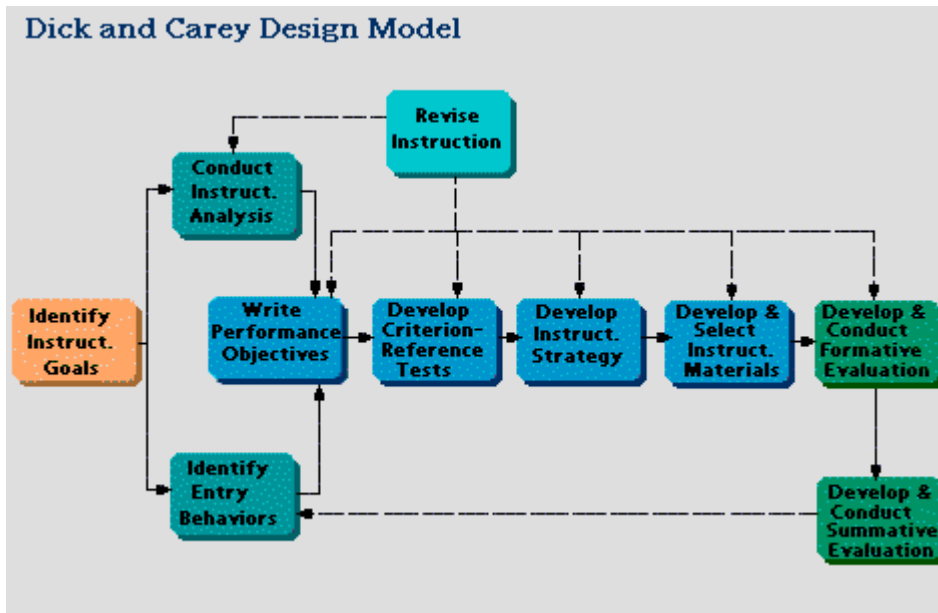 Dick and Carey Design Model
Revise
Instruction
Conduct
Instruct.
Analysis
Identify
Instruct.
Goals
Write
Performance
Objectives
Develop
Criterion-
Reference
Tests
Develop
Instruct.
Strategy
Develop &
Select
Instruct.
Materials
Develop &
Conduct
Formative
Evaluation
Identify
Entry
Behaviors
Develop &
Conduct
Summative
Evaluation